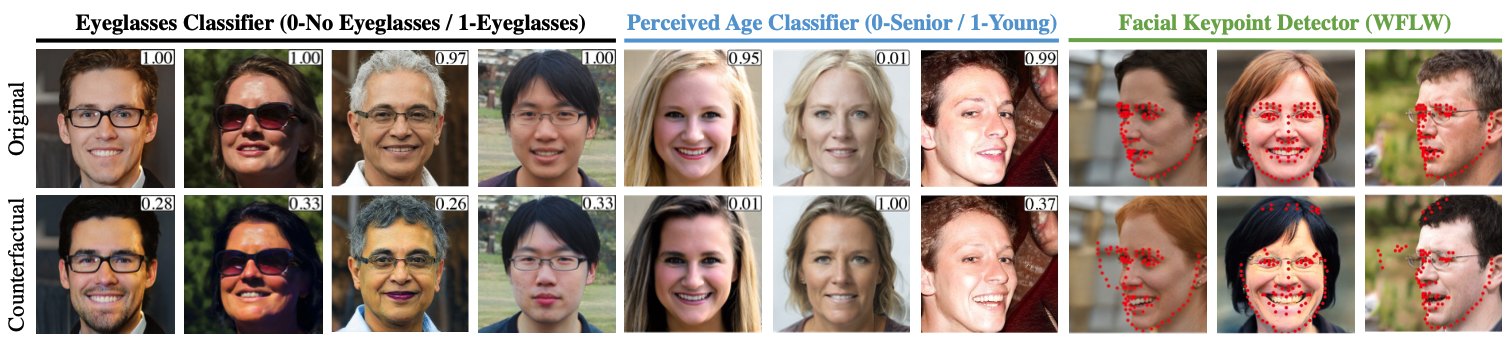 Eyeglasses Classifier (0-No Eyeglasses / 1-Eyeglasses)
Perceived Age Classifier (0-Senior / 1-Young)
Facial Keypoint Detector (WFLW)
Original
1.00
1.00
0.97
1.00
0.95
0.01
0.99
Counterfactual
0.28
0.33
0.26
0.33
0.01
1.00
0.37